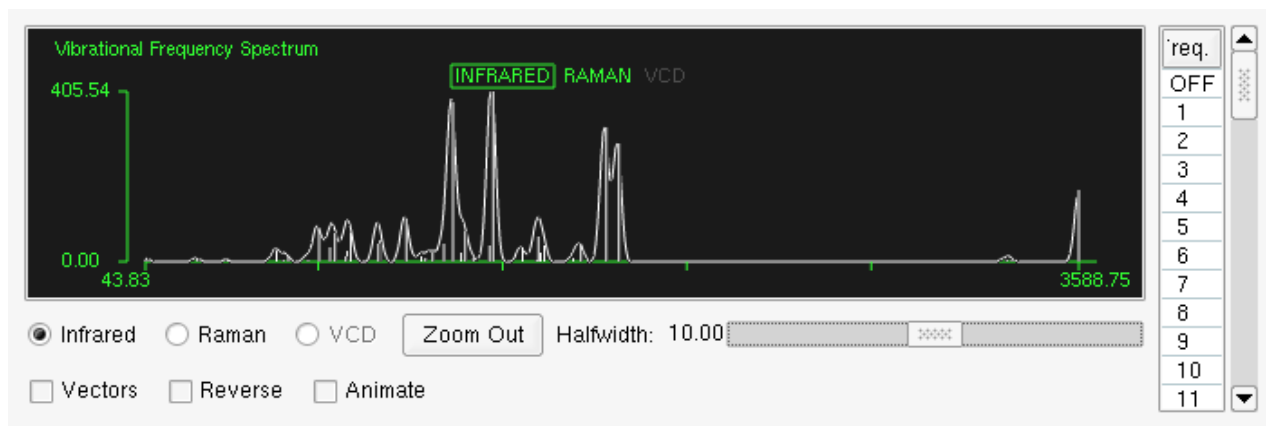 Vibrational Frequency Spectrum
INFRARED RAMAN VCD
405.54
0.00
43.83
3588.75
Infrared Raman VCD Zoom Out Halfwidth: 10.00
Vectors Reverse Animate
req.
OFF
1
2
3
4
5
6
7
8
9
10
11